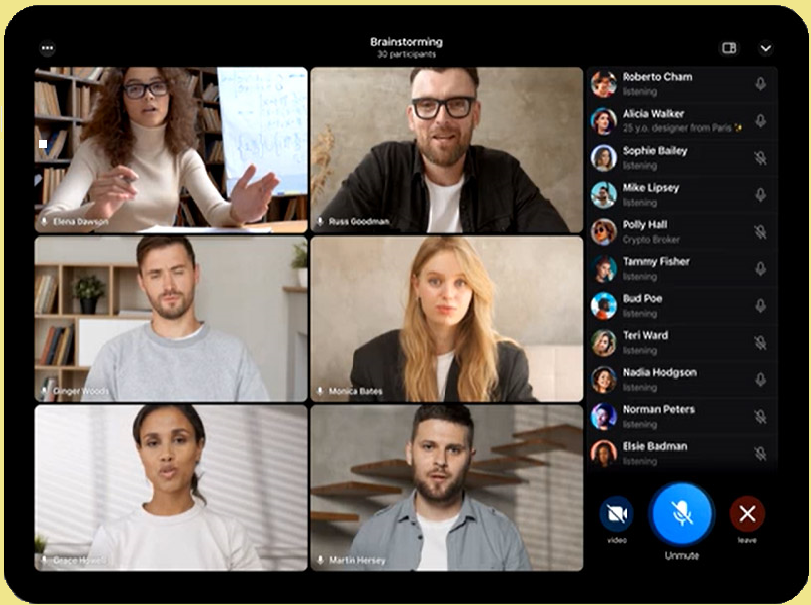 Brainstorming
30 participants
Elena Dawson
Russ Goodman
Ginger Woods
Monica Bates
Grace Howell
Martin Hersey
Roberto Cham
listening
Alicia Walker
25 y.o. designer from Paris ✨
Sophie Bailey
listening
Mike Lipsey
listening
Polly Hall
Crypto Broker
Tammy Fisher
listening
Bud Poe
listening
Teri Ward
listening
Nadia Hodgson
listening
Norman Peters
listening
Elsie Badman
listening
video
Unmute
leave